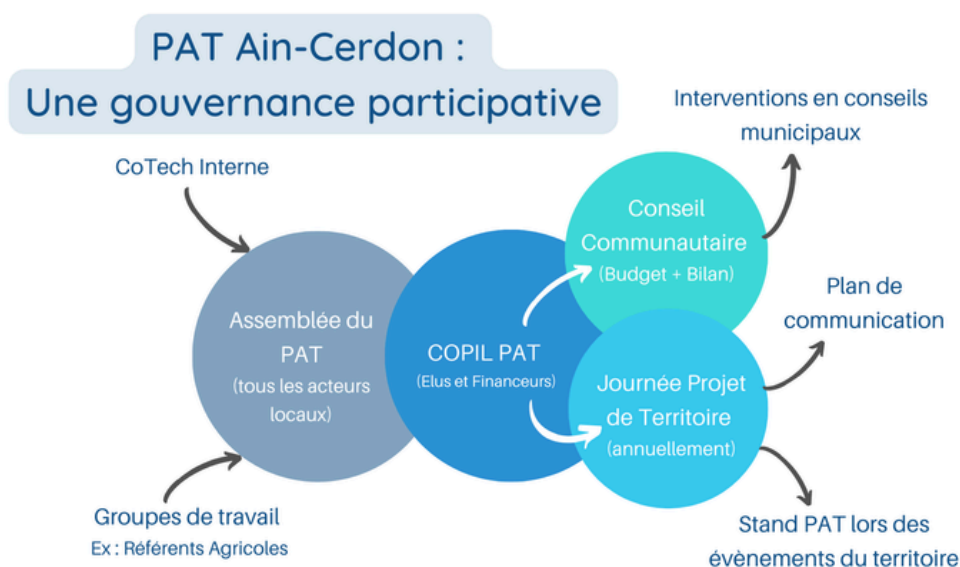 PAT Ain-Cerdon :
Une gouvernance participative
CoTech Interne
Assemblée du
PAT
(tous les acteurs
locaux)
Groupes de travail
Ex : Référents Agricoles
COPIL PAT
(Elus et Financeurs)
Conseil
Communautaire
(Budget + Bilan)
Journée Projet
de Territoire
(annuellement)
Interventions en conseils
municipaux
Plan de
communication
Stand PAT lors des
évènements du territoire